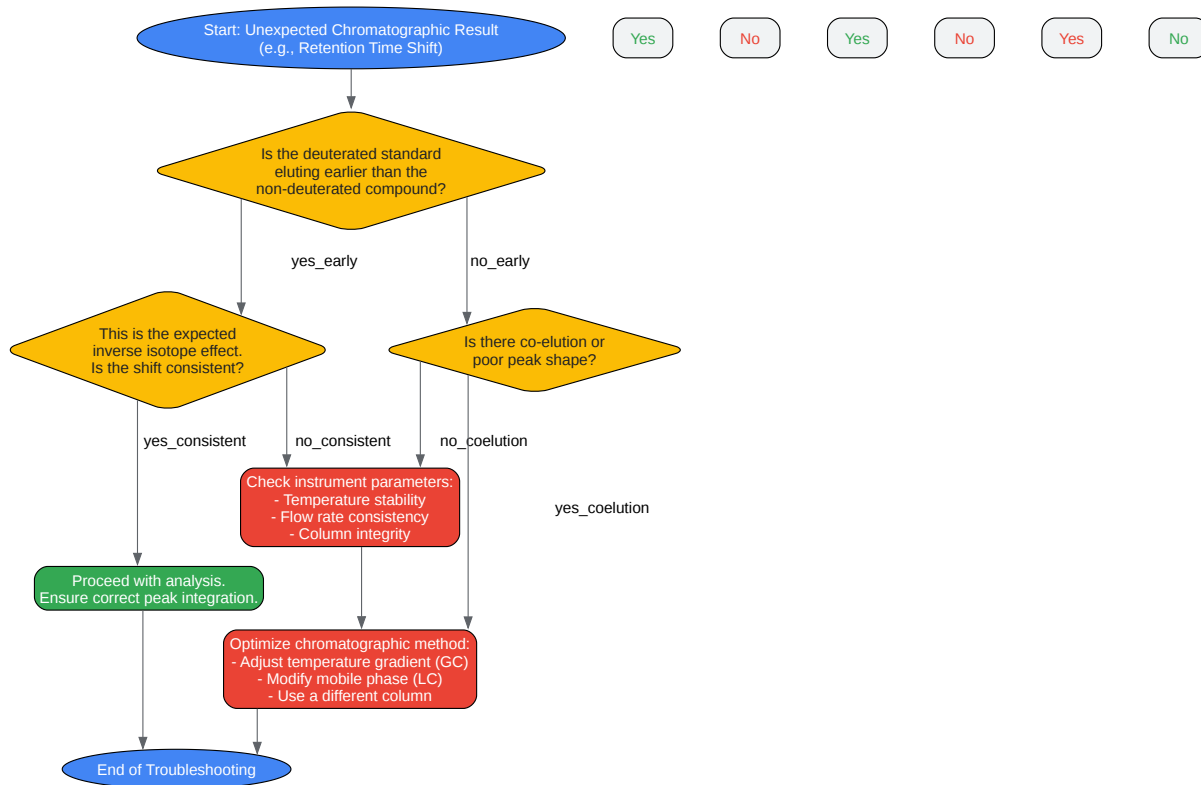 Start: Unexpected Chromatographic Result
(e.g., Retention Time Shift)
Yes
No
Yes
No
Yes
No
Is the deuterated standard
eluting earlier than the
non-deuterated compound?
yes_early
no_early
This is the expected
inverse isotope effect.
Is the shift consistent?
Is there co-elution or
poor peak shape?
yes_consistent
no_consistent
no_coelution
Check instrument parameters:
- Temperature stability
- Flow rate consistency
- Column integrity
yes_coelution
Proceed with analysis.
Ensure correct peak integration.
Optimize chromatographic method:
- Adjust temperature gradient (GC)
- Modify mobile phase (LC)
- Use a different column
End of Troubleshooting